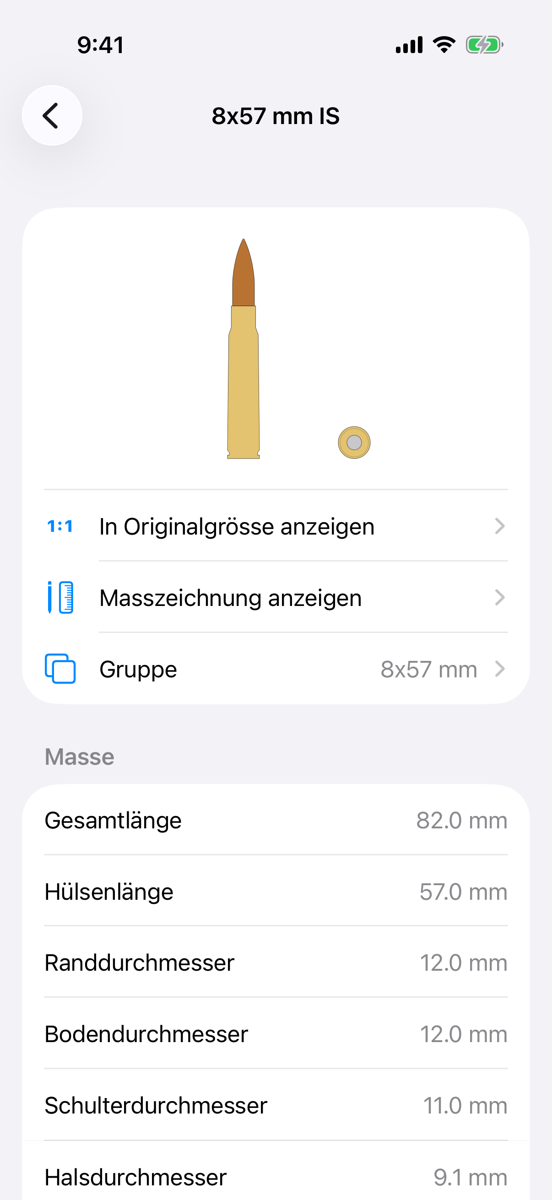 9:41
8x57 mm IS
1:1 In Originalgrösse anzeigen
Masszeichnung anzeigen
Gruppe 8x57 mm
Masse
Gesamtlänge 82.0 mm
Hülsenlänge 57.0 mm
Randdurchmesser 12.0 mm
Bodendurchmesser 12.0 mm
Schulterdurchmesser 11.0 mm
Halsdurchmesser 9.1 mm